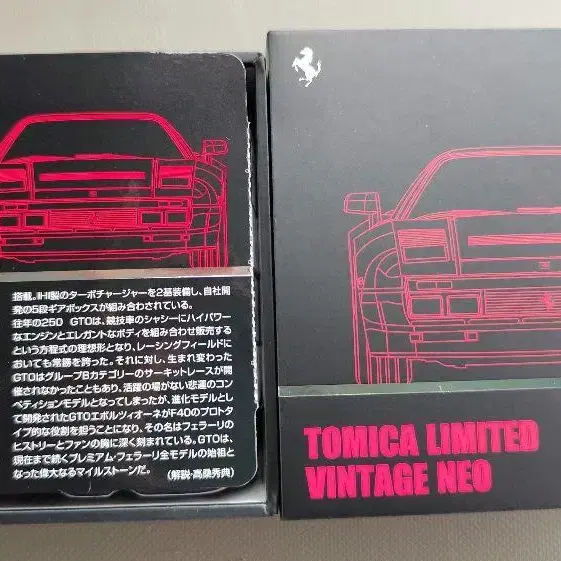 搭載。IHI製のターボチャージャーを2基装備し、自社開
発の5段ギアボックスが組み合わされている。
往年の250 GTOは、競技車のシャシーにハイパワー
なエンジンとエレガントなボディを組み合わせ販売する
という方程式の理想形となり、レーシングフィールドに
おいても常勝を誇った。それに対し、生まれ変わった
GTOはグループBカテゴリーのサーキットレースが開
催されなかったこともあり、活躍の場がない悲運のコン
ペティションモデルとなってしまったが、進化モデルとし
て開発されたGTOエボルツィオーネがF40のプロトタ
イプ的な役割を担うことになり、その名はフェラーリの
ヒストリーとファンの胸に深く刻まれている。GTOは、
現在まで続くプレミアム・フェラーリ全モデルの始祖と
なった偉大なるマイルストーンだ。 (解説・高桑秀典)
TOMICA LIMITED
VINTAGE NEO